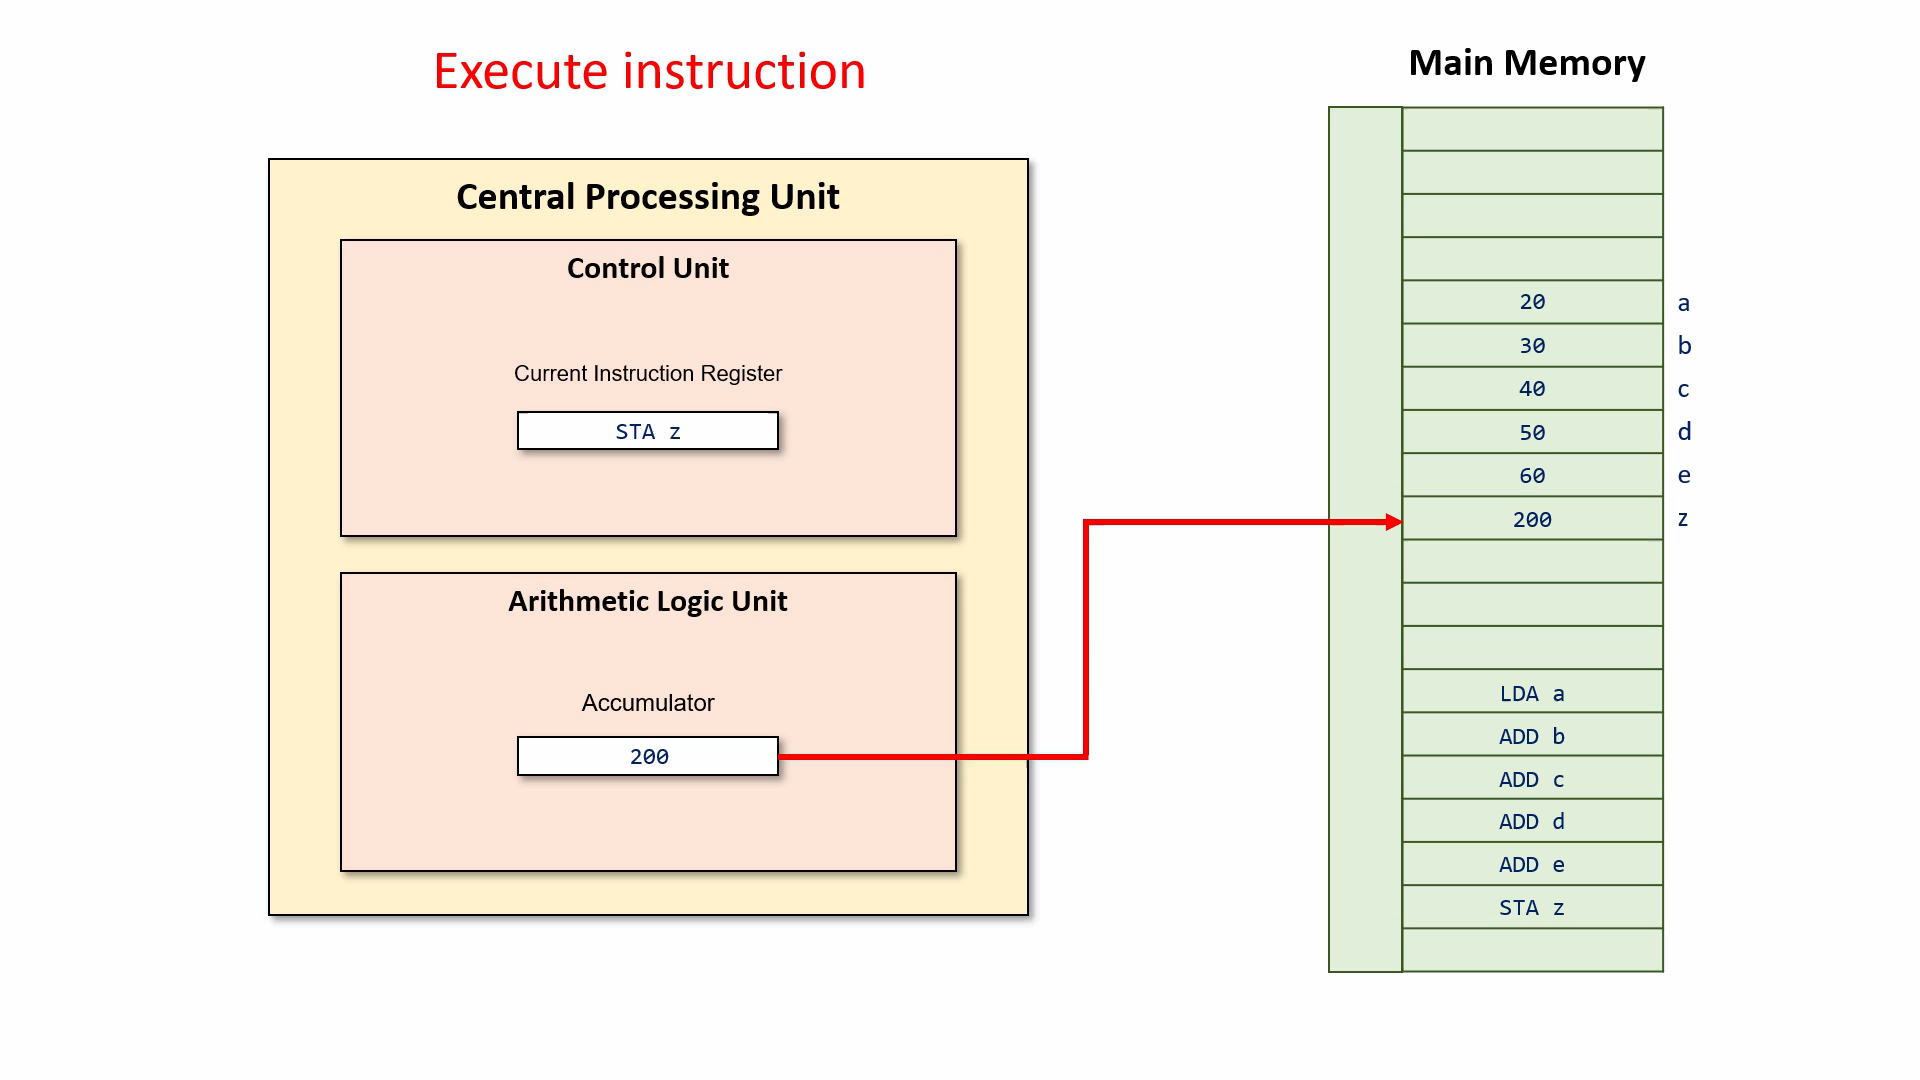 Execute instruction
Central Processing Unit
Control Unit
Current Instruction Register
STA z
Arithmetic Logic Unit
Accumulator
200
Main Memory
20 a
30 b
40 c
50 d
60 e
200 z
LDA a
ADD b
ADD c
ADD d
ADD e
STA z